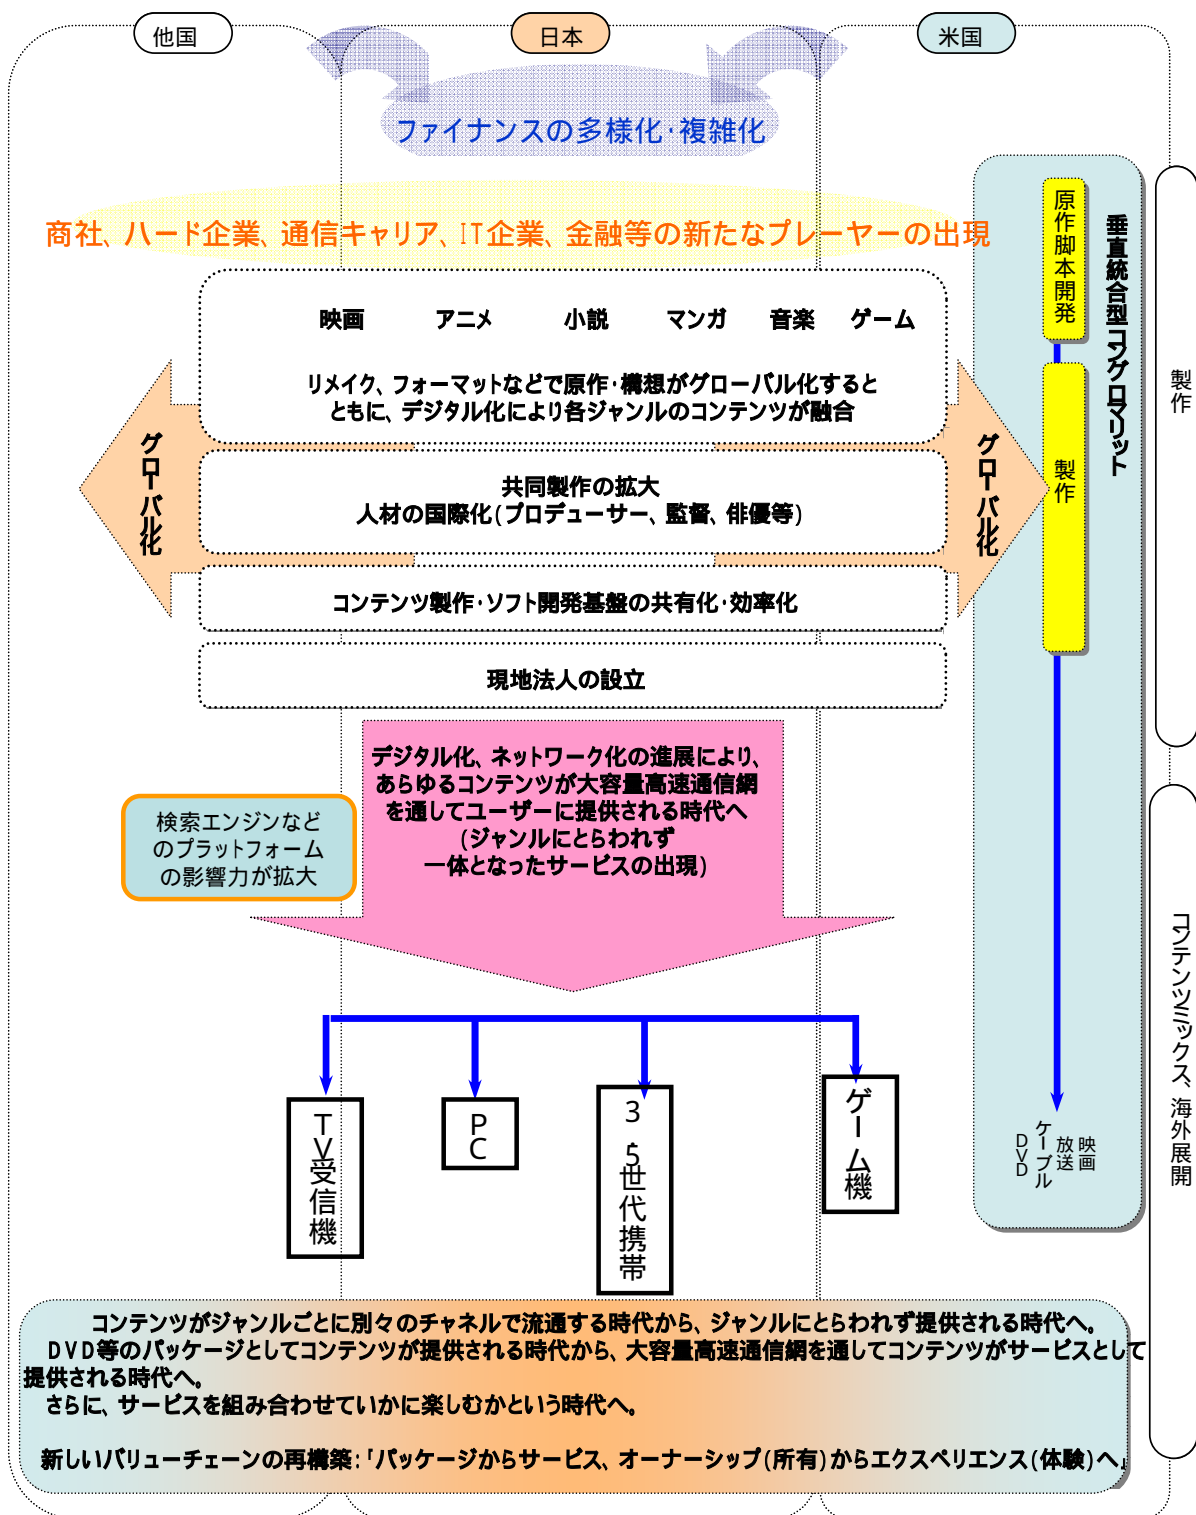 他国
日本
米国
ファイナンスの多様化・複雑化
商社、ハード企業、通信キャリア、IT企業、金融等の新たなプレーヤーの出現
映画 アニメ 小説 マンガ 音楽 ゲーム
リメイク、フォーマットなどで原作・構想がグローバル化すると
ともに、デジタル化により各ジャンルのコンテンツが融合
グローバル化
グローバル化
共同製作の拡大
人材の国際化(プロデューサー、監督、俳優等)
コンテンツ製作・ソフト開発基盤の共有化・効率化
現地法人の設立
原作脚本開発
製作
垂直統合型コングロマリット
製作
デジタル化、ネットワーク化の進展により、
あらゆるコンテンツが大容量高速通信網
を通してユーザーに提供される時代へ
(ジャンルにとらわれず
一体となったサービスの出現)
検索エンジンなど
のプラットフォーム
の影響力が拡大
TV受信機
PC
3.5世代携帯
ゲーム機
映画
放送
ケーブル
DVD
コンテンツミックス、海外展開
コンテンツがジャンルごとに別々のチャネルで流通する時代から、ジャンルにとらわれず提供される時代へ。
DVD等のパッケージとしてコンテンツが提供される時代から、大容量高速通信網を通してコンテンツがサービスとして
提供される時代へ。
さらに、サービスを組み合わせていかに楽しむかという時代へ。
新しいバリューチェーンの再構築:「パッケージからサービス、オーナーシップ(所有)からエクスペリエンス(体験)へ」